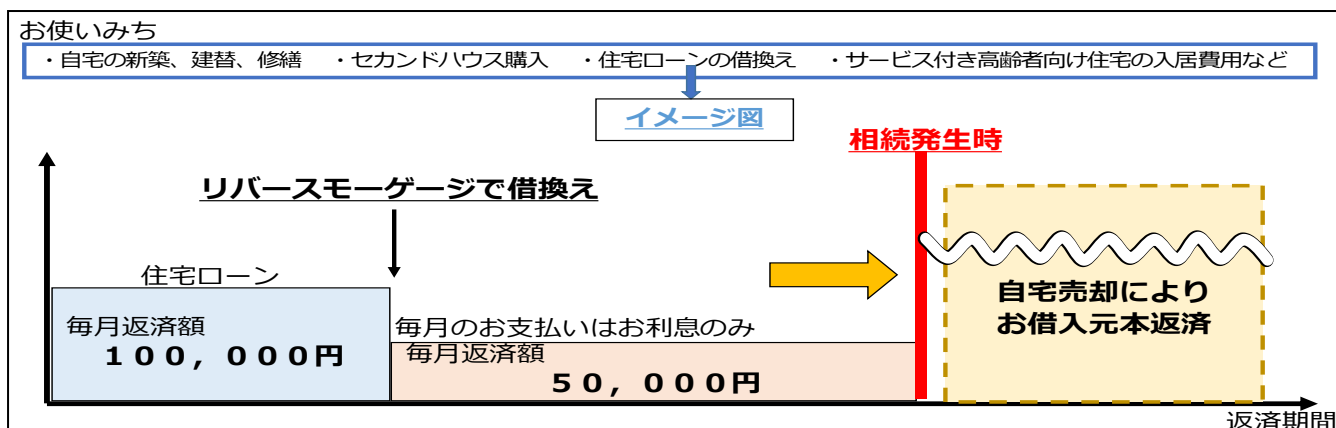 お使いみち
・自宅の新築、建替、修繕　・セカンドハウス購入　・住宅ローンの借換え　・サービス付き高齢者向け住宅の入居費用など
イメージ図
相続発生時
リバースモーゲージで借換え
住宅ローン
毎月返済額
１００，０００円
毎月のお支払いはお利息のみ
毎月返済額
５０，０００円
自宅売却により
お借入元本返済
返済期間